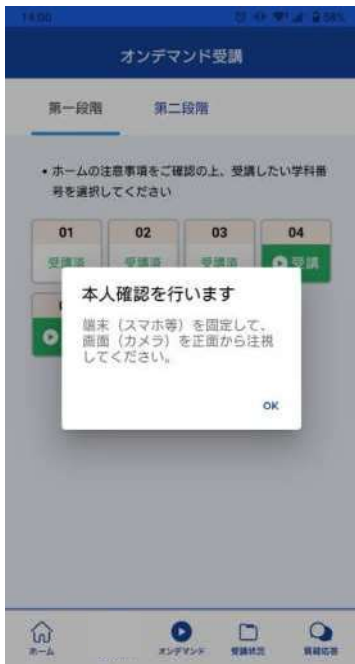 14:00
58%
オンデマンド受講
第一段階 第二段階
• ホームの注意事項をご確認の上、受講したい学科番
号を選択してください
01 02 03 04
受講済 受講済 受講済 受講
本人確認を行います
端末（スマホ等）を固定して、
画面（カメラ）を正面から注視
してください。
OK
ホーム オンデマンド 受講状況 質疑応答